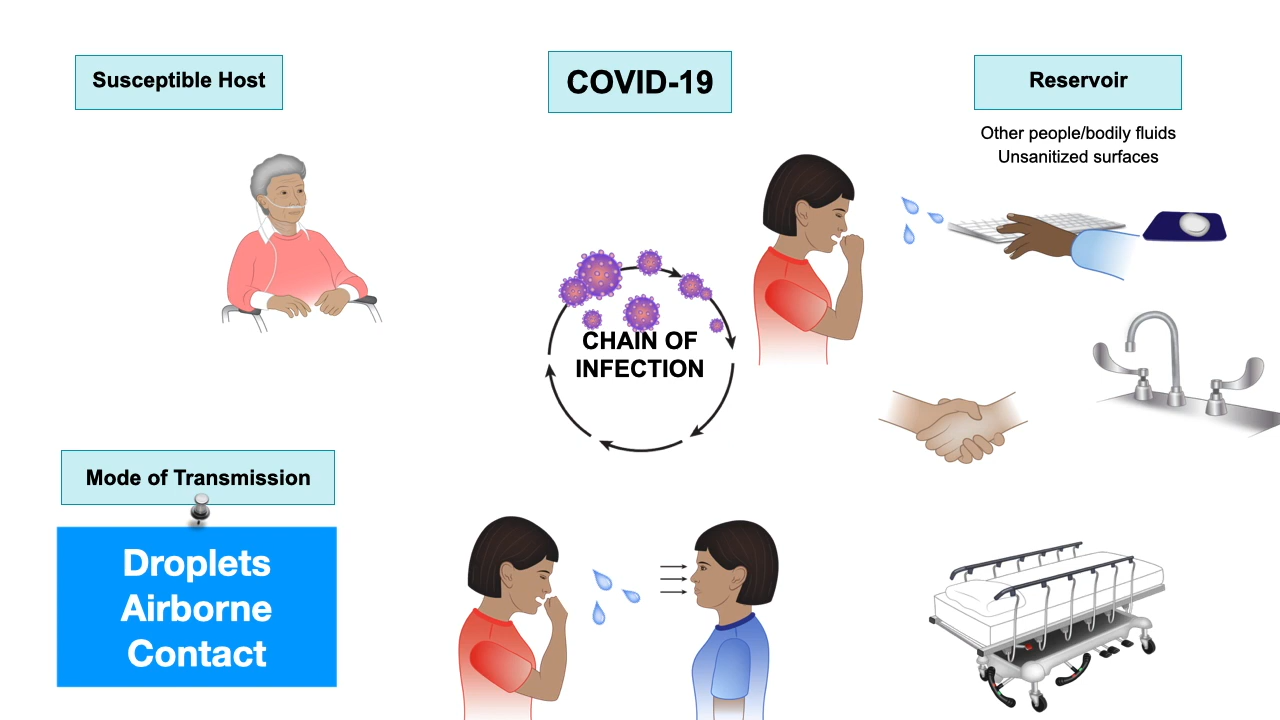 Susceptible Host
COVID-19
Reservoir
Other people/bodily fluids
Unsanitized surfaces
CHAIN OF
INFECTION
Mode of Transmission
Droplets
Airborne
Contact